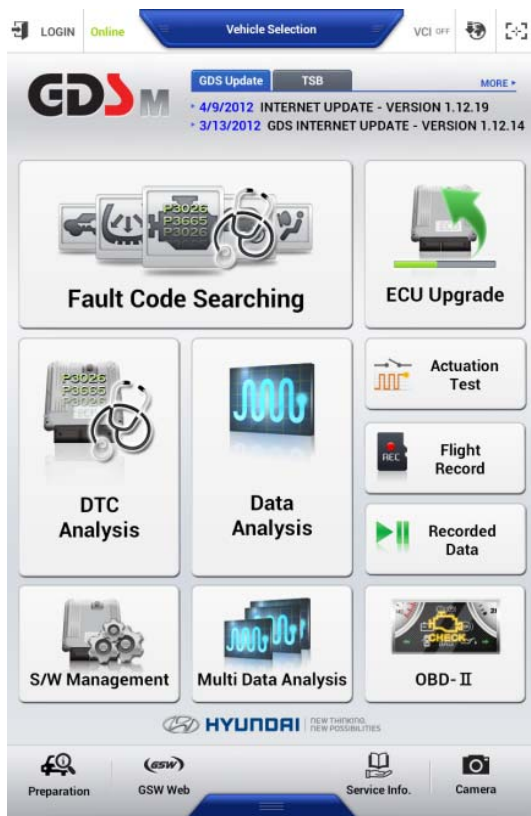 LOGIN
Online
Vehicle Selection
VCI OFF
GDS M
GDS Update
TSB
MORE
4/9/2012 INTERNET UPDATE - VERSION 1.12.19
3/13/2012 GDS INTERNET UPDATE - VERSION 1.12.14
P3026
P3665
P3026
Fault Code Searching
ECU
ECU Upgrade
P3026
P3665
P3026
DTC
Analysis
Data
Analysis
Actuation
Test
REC
Flight
Record
Recorded
Data
S/W Management
Multi Data Analysis
CHECK
OBD-II
HYUNDAI
NEW THINKING.
NEW POSSIBILITIES
Preparation
GSW
GSW Web
Service Info.
Camera